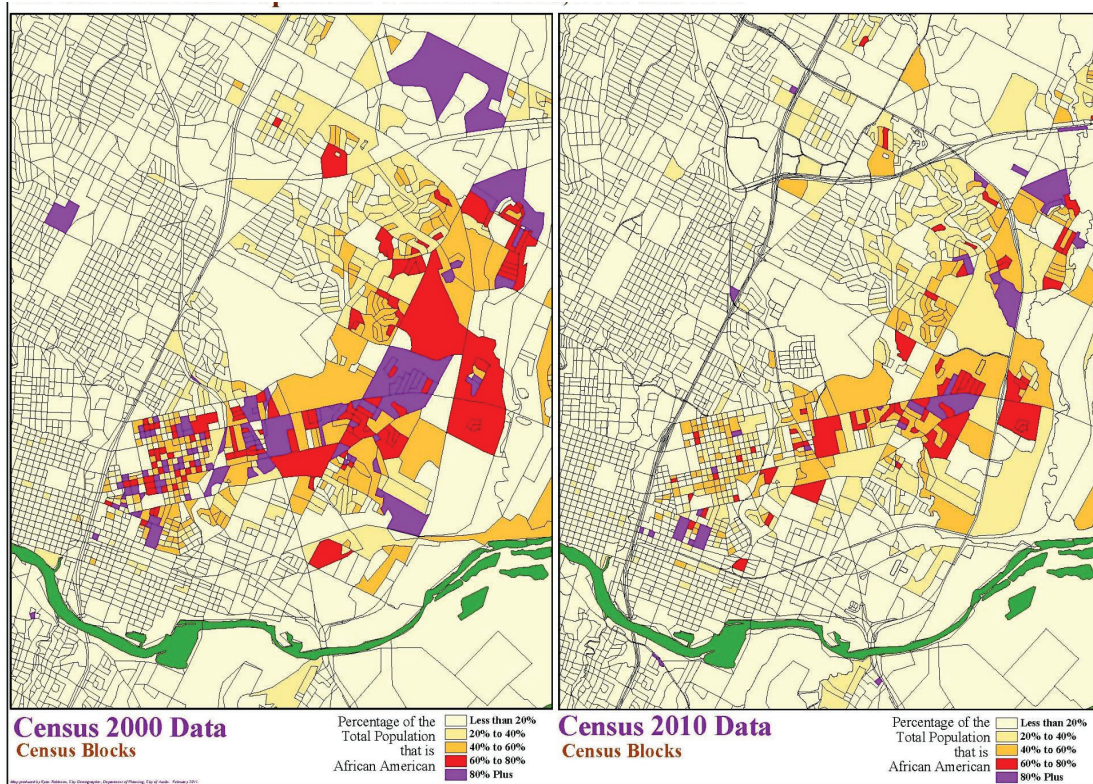 Census 2000 Data
Census Blocks
Percentage of the
Total Population
that is
African American
Less than 20%
20% to 40%
40% to 60%
60% to 80%
80% Plus
Census 2010 Data
Census Blocks
Percentage of the
Total Population
that is
African American
Less than 20%
20% to 40%
40% to 60%
60% to 80%
80% Plus